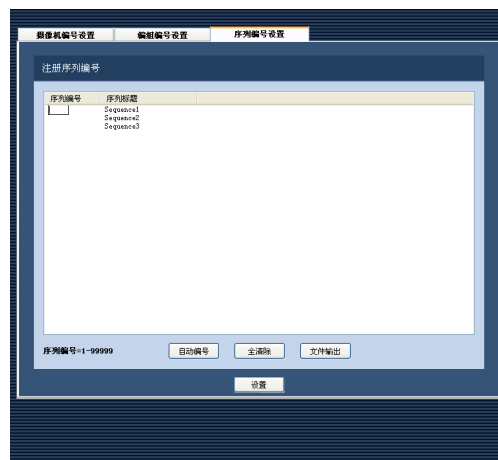 摄像机编号设置 编组编号设置 序列编号设置
注册序列编号
序列编号 序列标题
Sequence1
Sequence2
Sequence3
序列编号=1-99999 自动编号 全清除 文件输出
设置